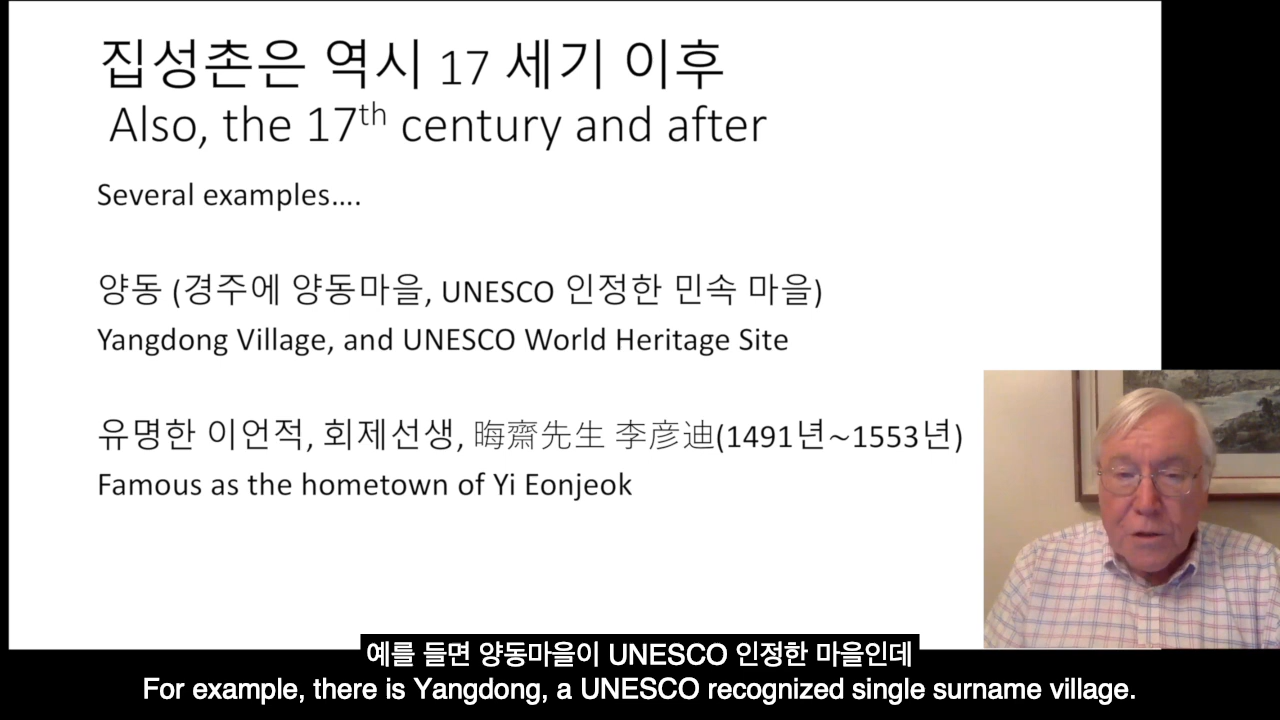 집성촌은 역시 17 세기 이후
Also, the 17th century and after
Several examples....
양동 (경주에 양동마을, UNESCO 인정한 민속 마을)
Yangdong Village, and UNESCO World Heritage Site
유명한 이언적, 회제선생, 晦齋先生 李彦迪(1491년~1553년)
Famous as the hometown of Yi Eonjeok
예를 들면 양동마을이 UNESCO 인정한 마을인데
For example, there is Yangdong, a UNESCO recognized single surname village.